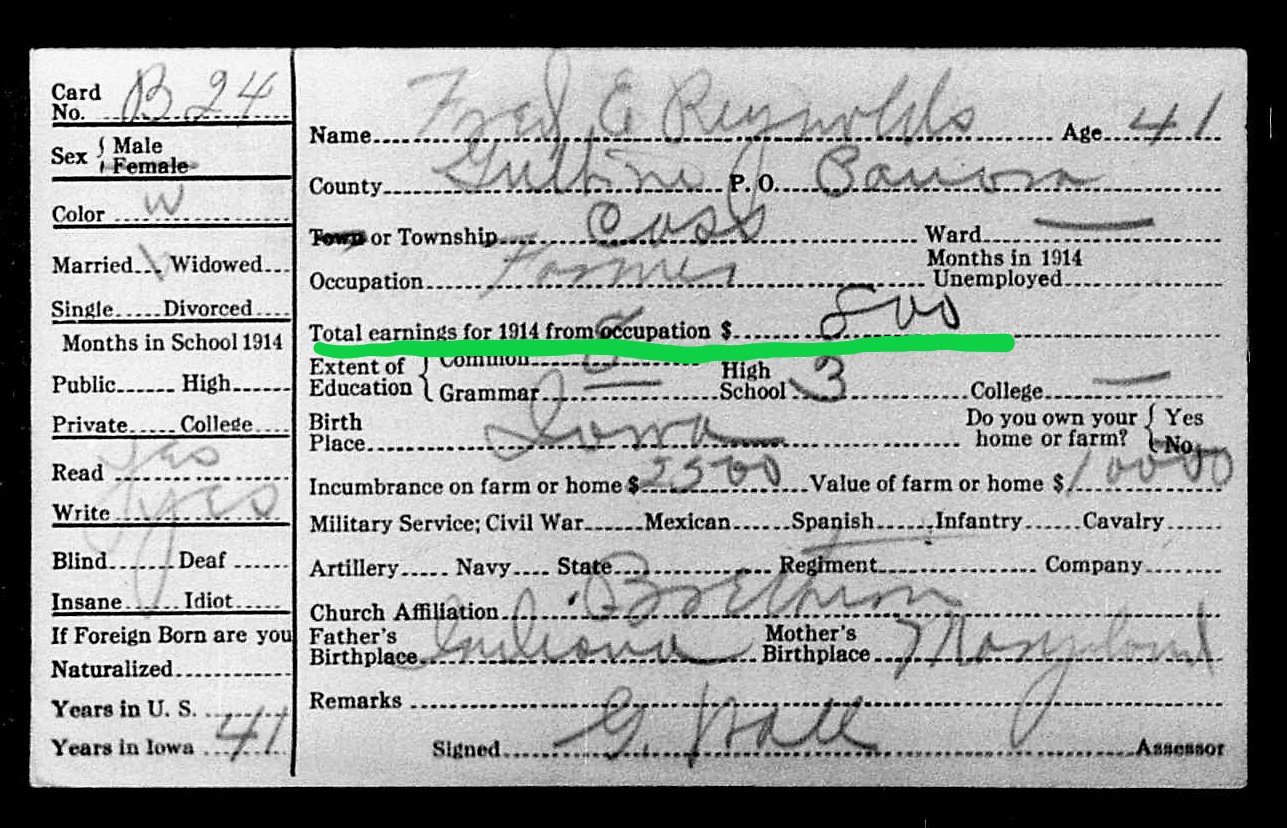 Card No. B 24
Sex { Male Female
Color W
Married Widowed
Single Divorced
Months in School 1914
Public High
Private College
Read yes
Write yes
Blind Deaf
Insane Idiot
If Foreign Born are you
Naturalized
Years in U. S.
Years in Iowa 41
Name Fred E Reynolds Age 41
County Guthrie P. O. Panora
Town or Township Cass Ward —
Months in 1914
Occupation Farmer Unemployed
Total earnings for 1914 from occupation $ 800
Extent of Education { Common 8 High
Grammar — School 3 College —
Birth Place Iowa Do you own your home or farm? { Yes No
Incumbrance on farm or home $ 2500 Value of farm or home $ 10000
Military Service; Civil War Mexican Spanish Infantry Cavalry
Artillery Navy State Regiment Company
Church Affiliation Brethren
Father's Birthplace Indiana Mother's Birthplace Maryland
Remarks
Signed G. Hall Assessor